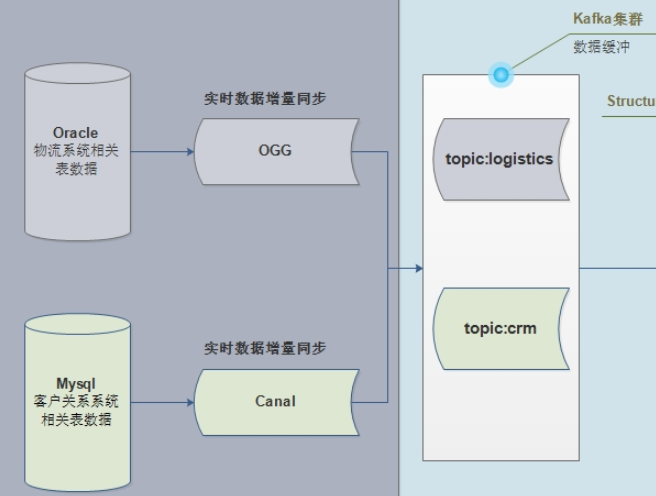 Kafka集群
数据缓冲
实时数据增量同步
Oracle
物流系统相关
表数据
OGG
topic:logistics
Structu
实时数据增量同步
Mysql
客户关系系统
相关表数据
Canal
topic:crm